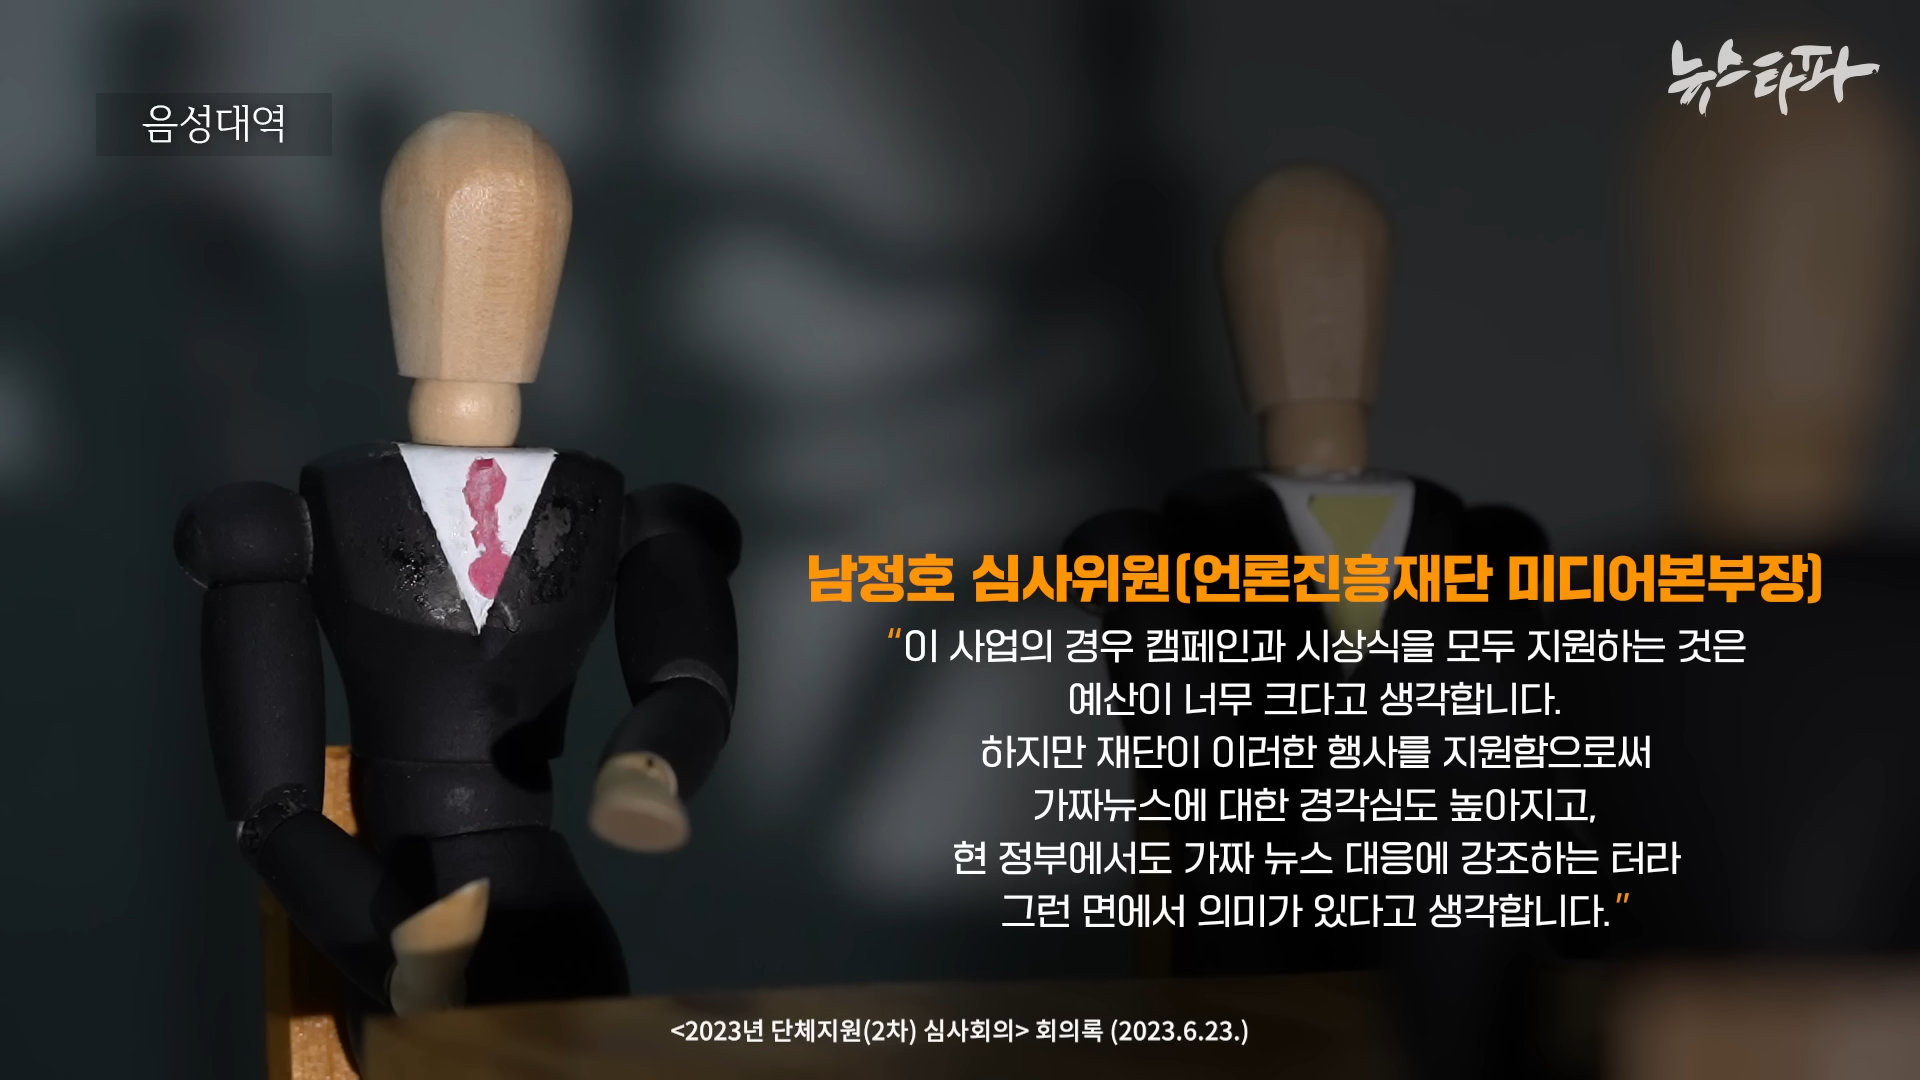 음성대역
뉴스타파
남정호 심사위원(언론진흥재단 미디어본부장)
“이 사업의 경우 캠페인과 시상식을 모두 지원하는 것은
예산이 너무 크다고 생각합니다.
하지만 재단이 이러한 행사를 지원함으로써
가짜뉴스에 대한 경각심도 높아지고,
현 정부에서도 가짜 뉴스 대응에 강조하는 터라
그런 면에서 의미가 있다고 생각합니다.”
<2023년 단체지원(2차) 심사회의> 회의록 (2023.6.23.)